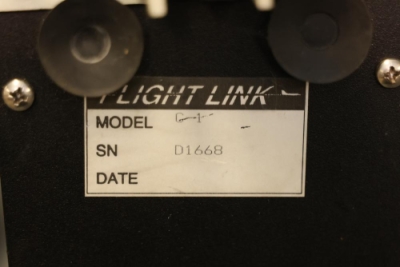 FLIGHT LINK
MODEL
SN D1668
DATE